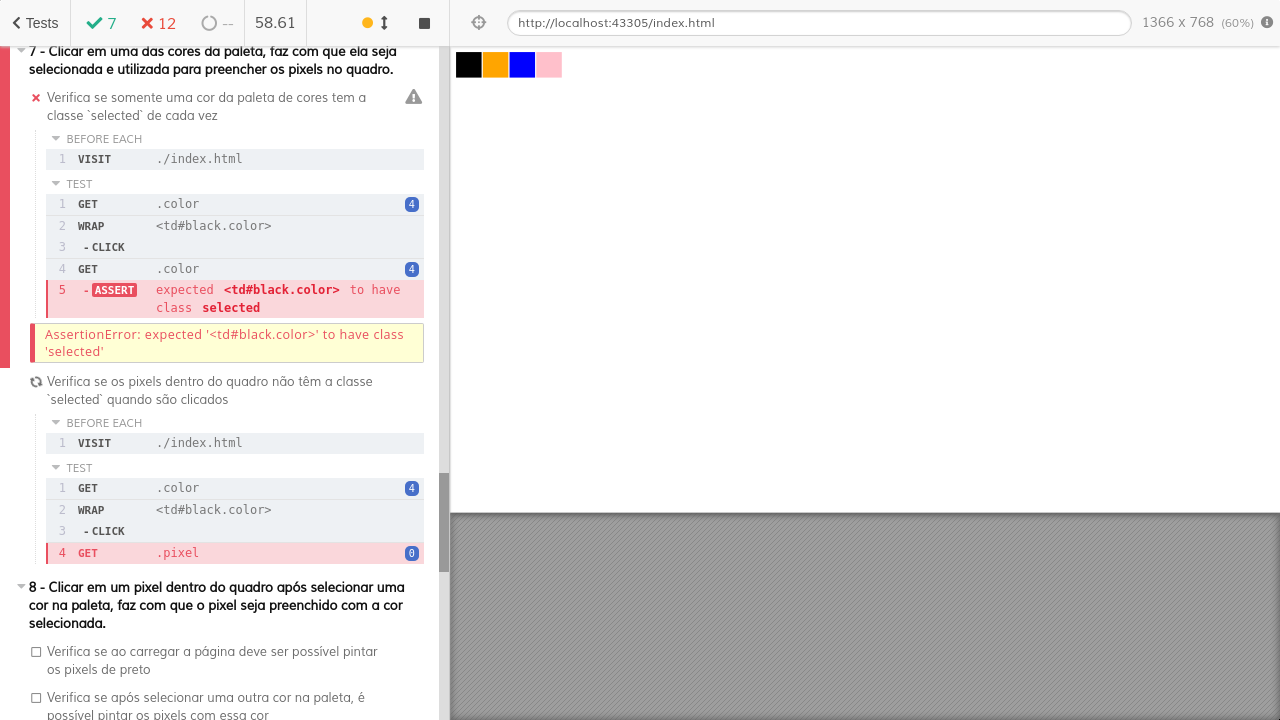 Tests
7
12
--
58.61
http://localhost:43305/index.html
1366 x 768 (60%)
7 - Clicar em uma das cores da paleta, faz com que ela seja
selecionada e utilizada para preencher os pixels no quadro.
Verifica se somente uma cor da paleta de cores tem a
classe `selected` de cada vez
BEFORE EACH
1 VISIT ./index.html
TEST
1 GET .color 4
2 WRAP <td#black.color>
3 -CLICK
4 GET .color 4
5 -ASSERT expected <td#black.color> to have
class selected
AssertionError: expected '<td#black.color>' to have class
'selected'
Verifica se os pixels dentro do quadro não têm a classe
`selected` quando são clicados
BEFORE EACH
1 VISIT ./index.html
TEST
1 GET .color 4
2 WRAP <td#black.color>
3 -CLICK
4 GET .pixel 0
8 - Clicar em um pixel dentro do quadro após selecionar uma
cor na paleta, faz com que o pixel seja preenchido com a cor
selecionada.
Verifica se ao carregar a página deve ser possível pintar
os pixels de preto
Verifica se após selecionar uma outra cor na paleta, é
possível pintar os pixels com essa cor